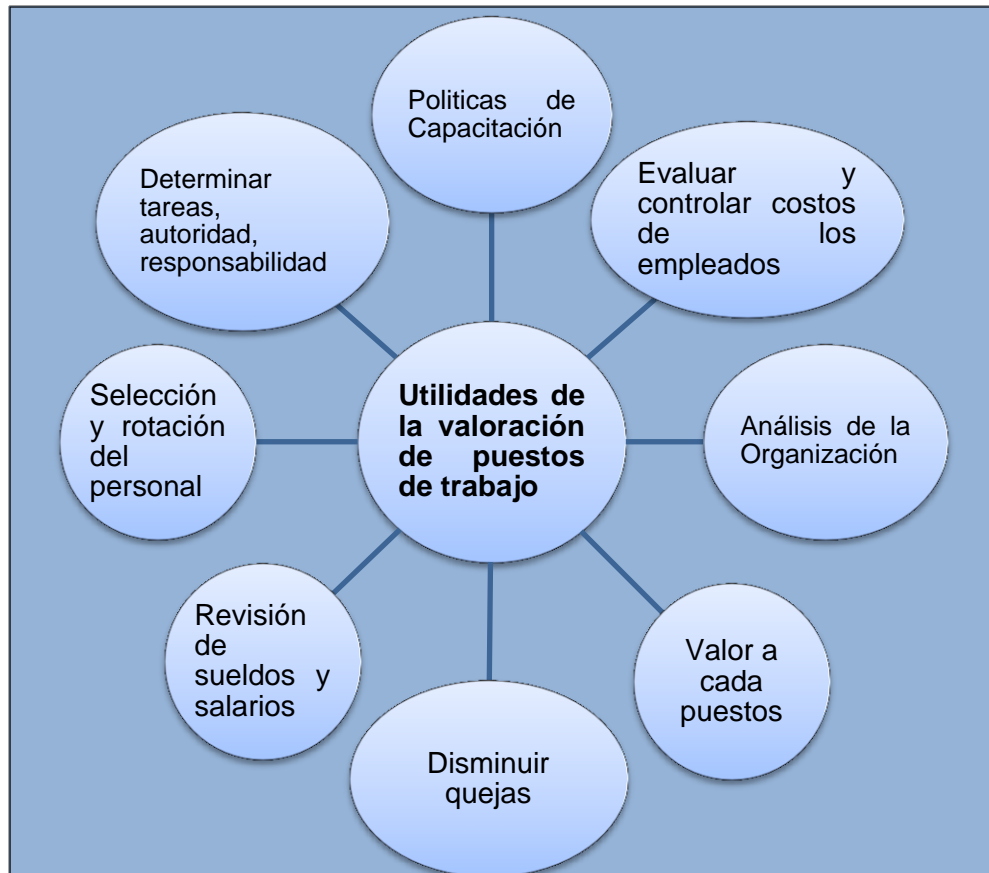 Politicas de
Capacitación
Evaluar y
controlar costos
de los
empleados
Determinar
tareas,
autoridad,
responsabilidad
Selección
y rotación
del
personal
Utilidades de
la valoración
de puestos
de trabajo
Análisis de la
Organización
Revisión
de
sueldos y
salarios
Valor a
cada
puestos
Disminuir
quejas